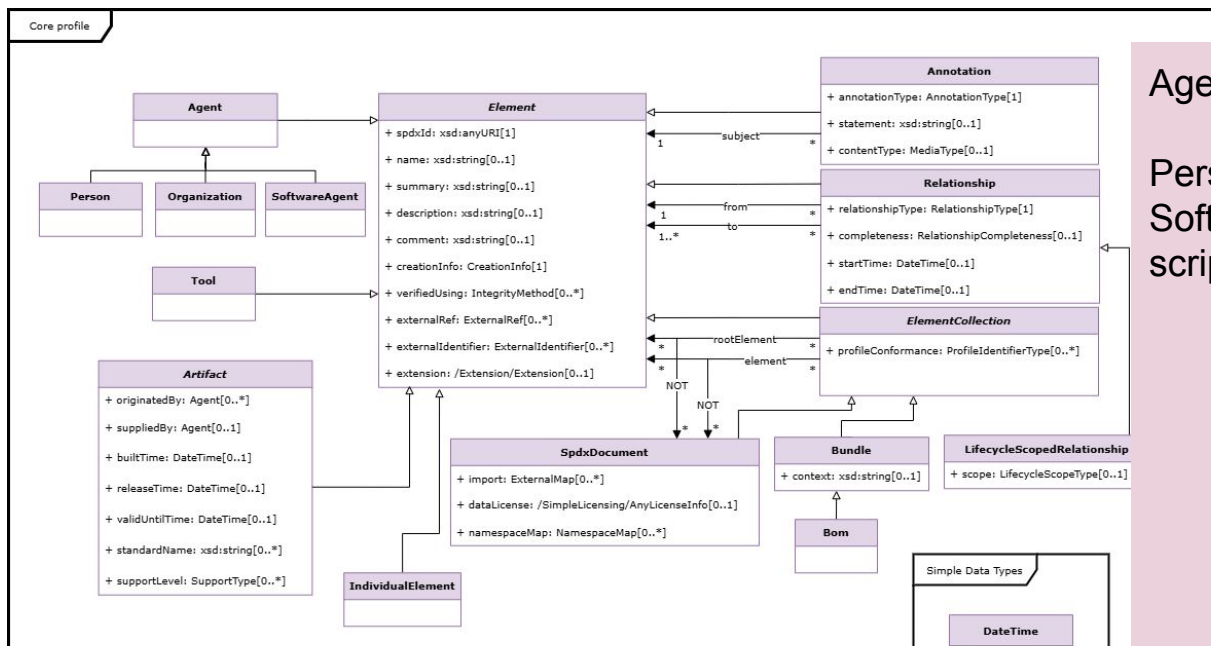 Core profile
Agent
Person
Organization
SoftwareAgent
Tool
Artifact
+ originatedBy: Agent[0..*]
+ suppliedBy: Agent[0..1]
+ builtTime: DateTime[0..1]
+ releaseTime: DateTime[0..1]
+ validUntilTime: DateTime[0..1]
+ standardName: xsd:string[0..*]
+ supportLevel: SupportType[0..*]
IndividualElement
Element
+ spdxId: xsd:anyURI[1]
+ name: xsd:string[0..1]
+ summary: xsd:string[0..1]
+ description: xsd:string[0..1]
+ comment: xsd:string[0..1]
+ creationInfo: CreationInfo[1]
+ verifiedUsing: IntegrityMethod[0..*]
+ externalRef: ExternalRef[0..*]
+ externalIdentifier: ExternalIdentifier[0..*]
+ extension: /Extension/Extension[0..1]
1 subject *
1 from *
1..* to *
* rootElement *
* element *
NOT
NOT
* *
Annotation
+ annotationType: AnnotationType[1]
+ statement: xsd:string[0..1]
+ contentType: MediaType[0..1]
Relationship
+ relationshipType: RelationshipType[1]
+ completeness: RelationshipCompleteness[0..1]
+ startTime: DateTime[0..1]
+ endTime: DateTime[0..1]
ElementCollection
+ profileConformance: ProfileIdentifierType[0..*]
SpdxDocument
+ import: ExternalMap[0..*]
+ dataLicense: /SimpleLicensing/AnyLicenseInfo[0..1]
+ namespaceMap: NamespaceMap[0..*]
Bundle
+ context: xsd:string[0..1]
Bom
LifecycleScopedRelationship
+ scope: LifecycleScopeType[0..1]
Simple Data Types
DateTime
Age
Pers
Soft
scrip